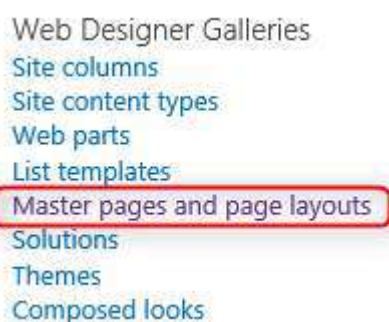 Web Designer Galleries
Site columns
Site content types
Web parts
List templates
Master pages and page layouts
Solutions
Themes
Composed looks